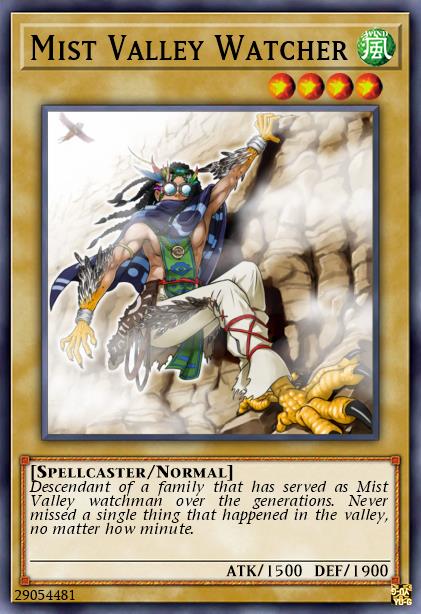 MIST VALLEY WATCHER
WIND
風
[SPELLCASTER/NORMAL]
Descendant of a family that has served as Mist
Valley watchman over the generations. Never
missed a single thing that happened in the valley,
no matter how minute.
ATK/1500 DEF/1900
29054481